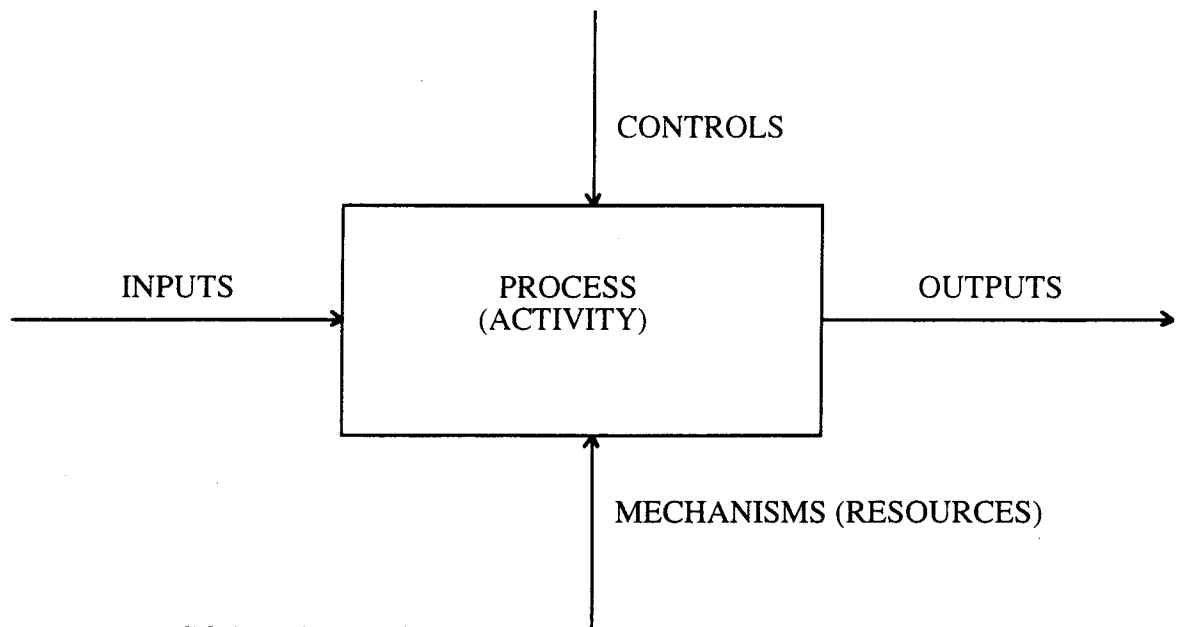 CONTROLS
INPUTS
PROCESS
(ACTIVITY)
OUTPUTS
MECHANISMS (RESOURCES)